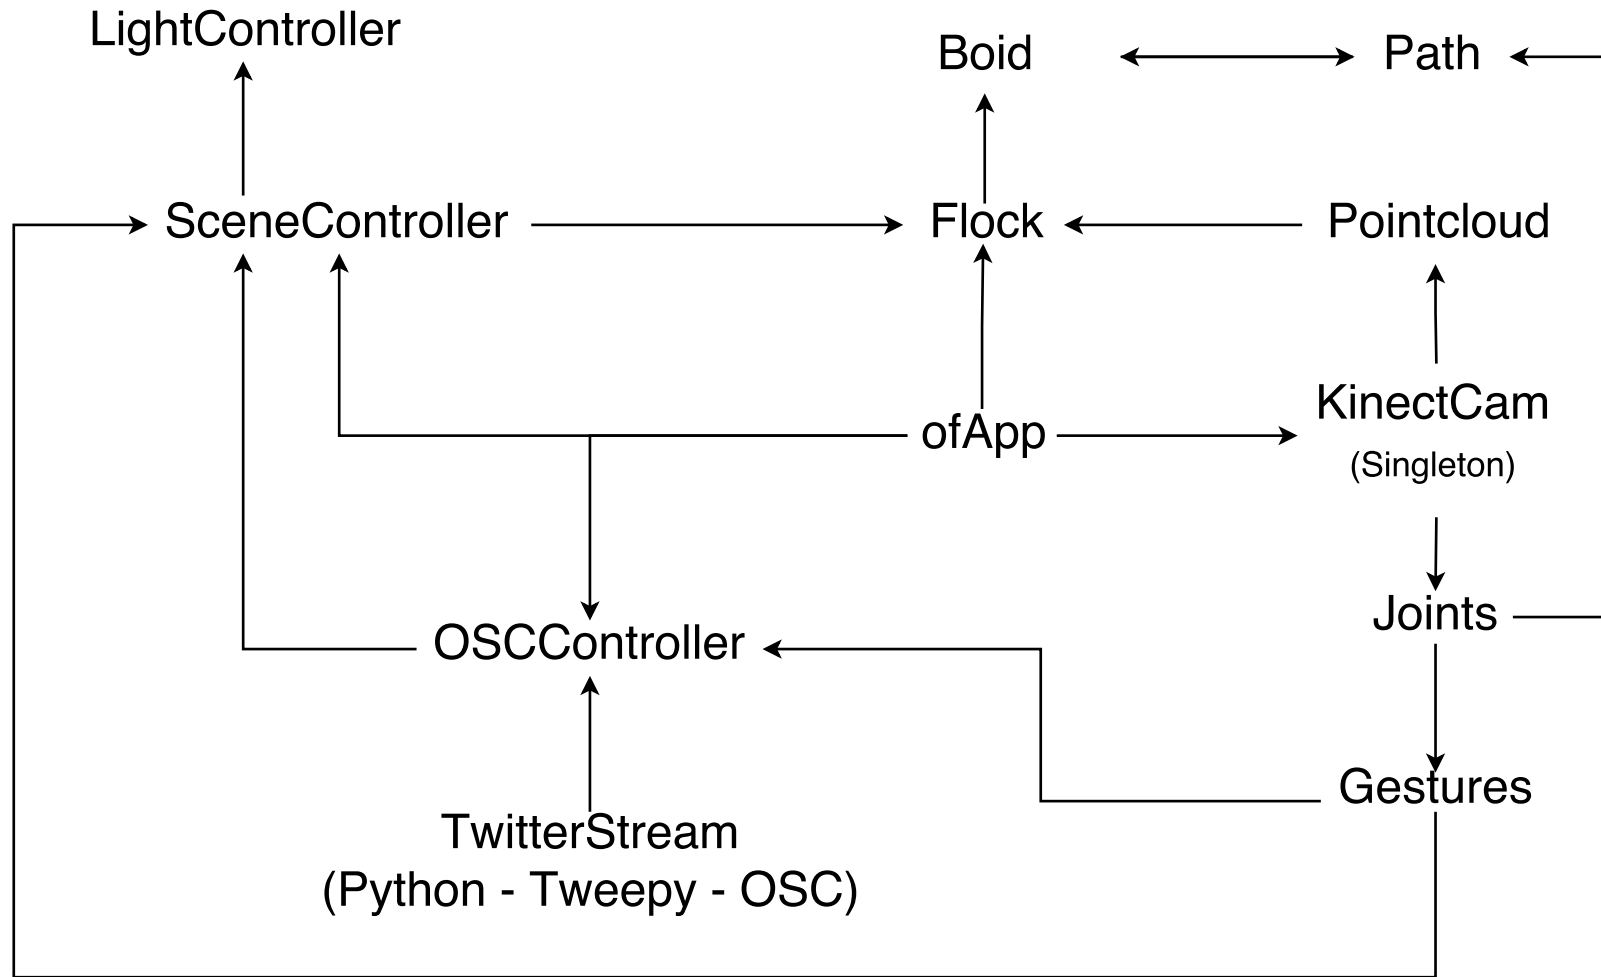 LightController
Boid
Path
SceneController
Flock
Pointcloud
KinectCam
(Singleton)
ofApp
Joints
OSCController
Gestures
TwitterStream
(Python - Tweepy - OSC)